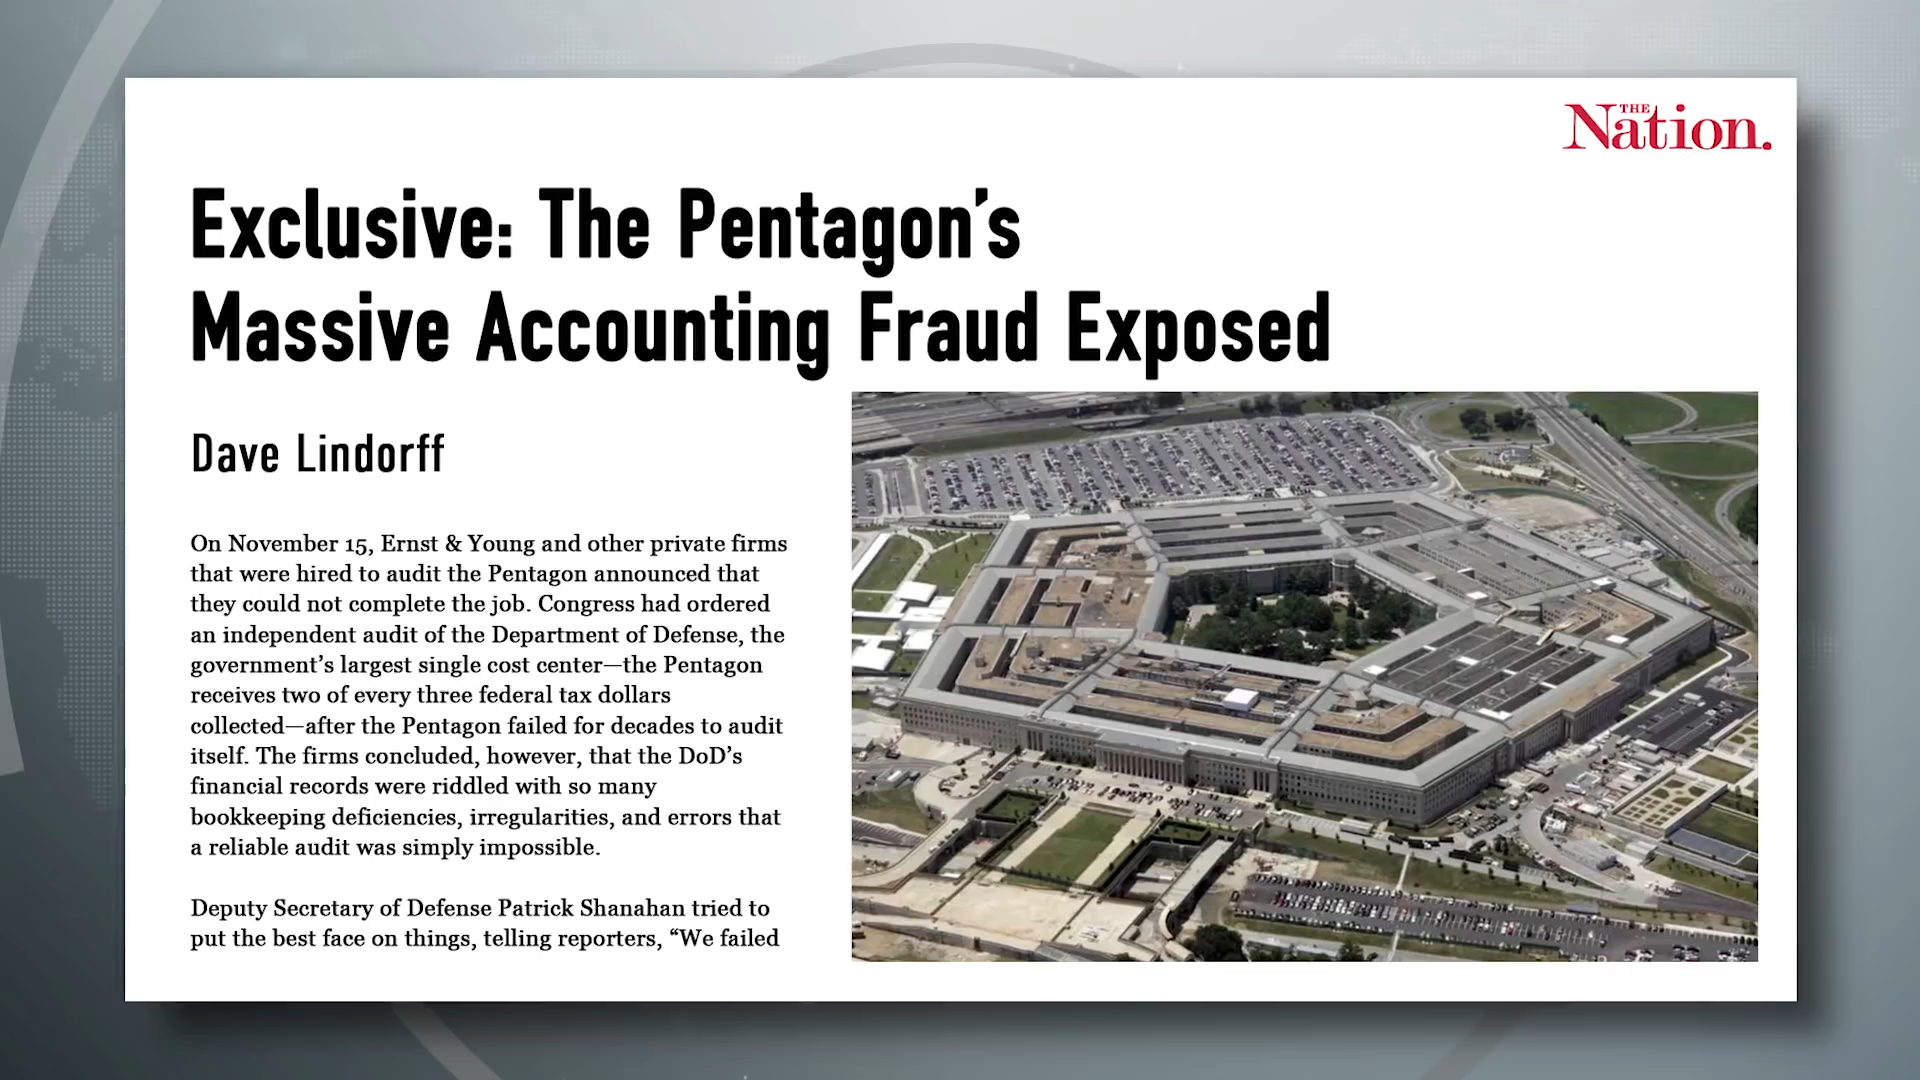 THE
Nation.
Exclusive: The Pentagon’s
Massive Accounting Fraud Exposed
Dave Lindorff
On November 15, Ernst & Young and other private firms
that were hired to audit the Pentagon announced that
they could not complete the job. Congress had ordered
an independent audit of the Department of Defense, the
government’s largest single cost center—the Pentagon
receives two of every three federal tax dollars
collected—after the Pentagon failed for decades to audit
itself. The firms concluded, however, that the DoD’s
financial records were riddled with so many
bookkeeping deficiencies, irregularities, and errors that
a reliable audit was simply impossible.
Deputy Secretary of Defense Patrick Shanahan tried to
put the best face on things, telling reporters, “We failed